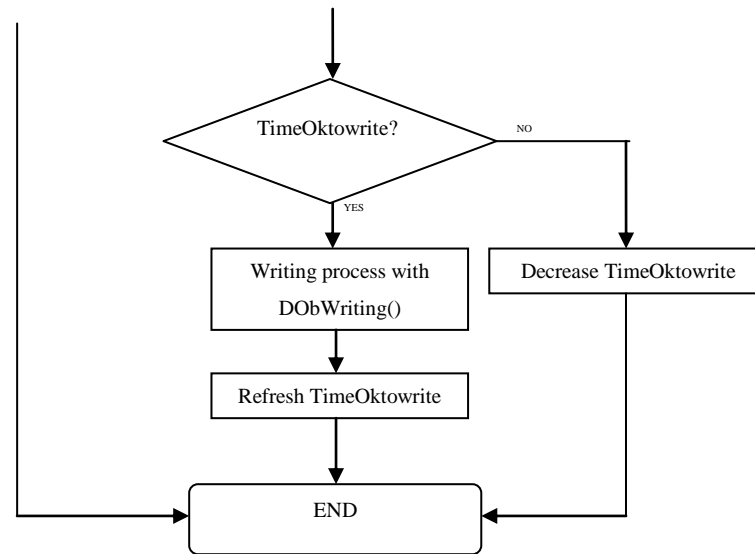 TimeOktowrite?
NO
YES
Writing process with
DObWriting()
Decrease TimeOktowrite
Refresh TimeOktowrite
END